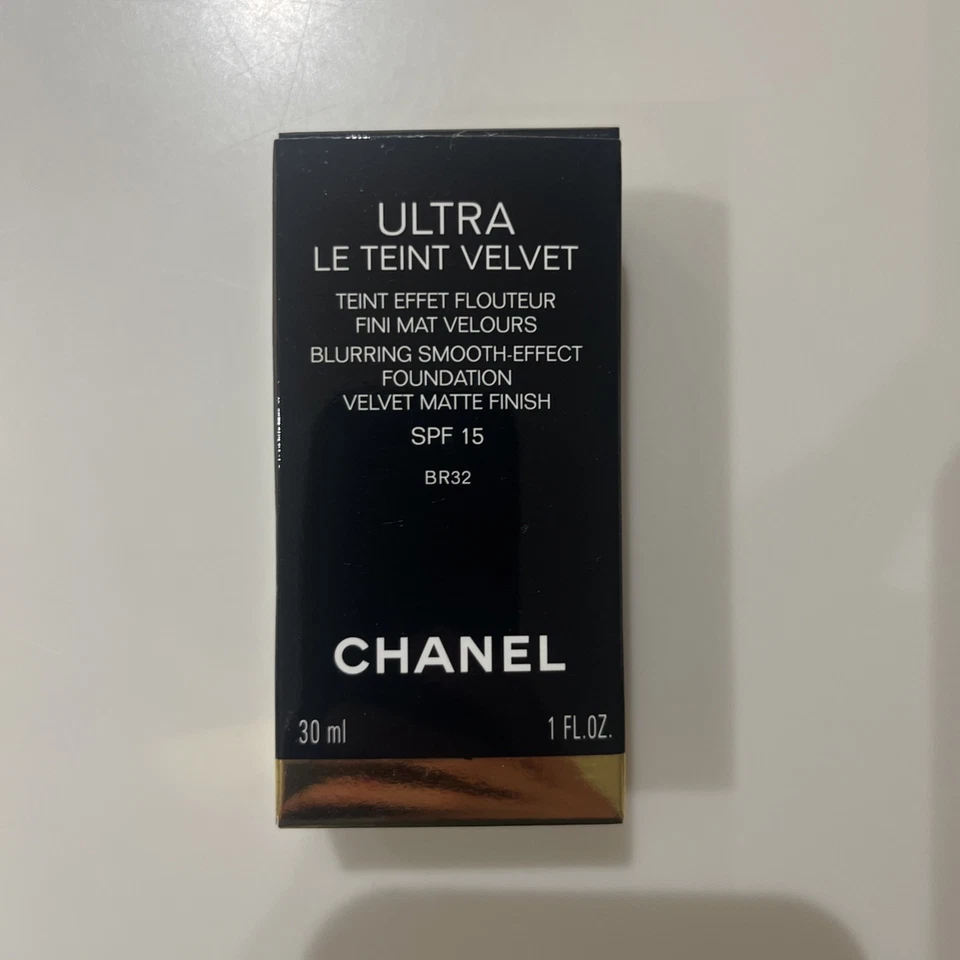 ULTRA
LE TEINT VELVET
TEINT EFFET FLOUTEUR
FINI MAT VELOURS
BLURRING SMOOTH-EFFECT
FOUNDATION
VELVET MATTE FINISH
SPF 15
BR32
CHANEL
30 ml 1 FL.OZ.